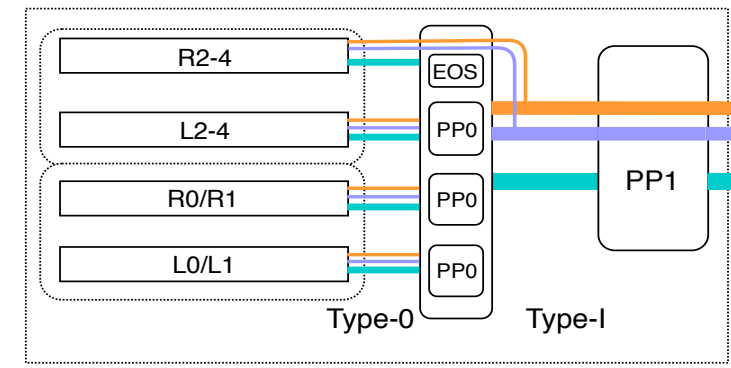 R2-4
EOS
L2-4
PP0
R0/R1
PP0
PP1
L0/L1
PP0
Type-0
Type-I